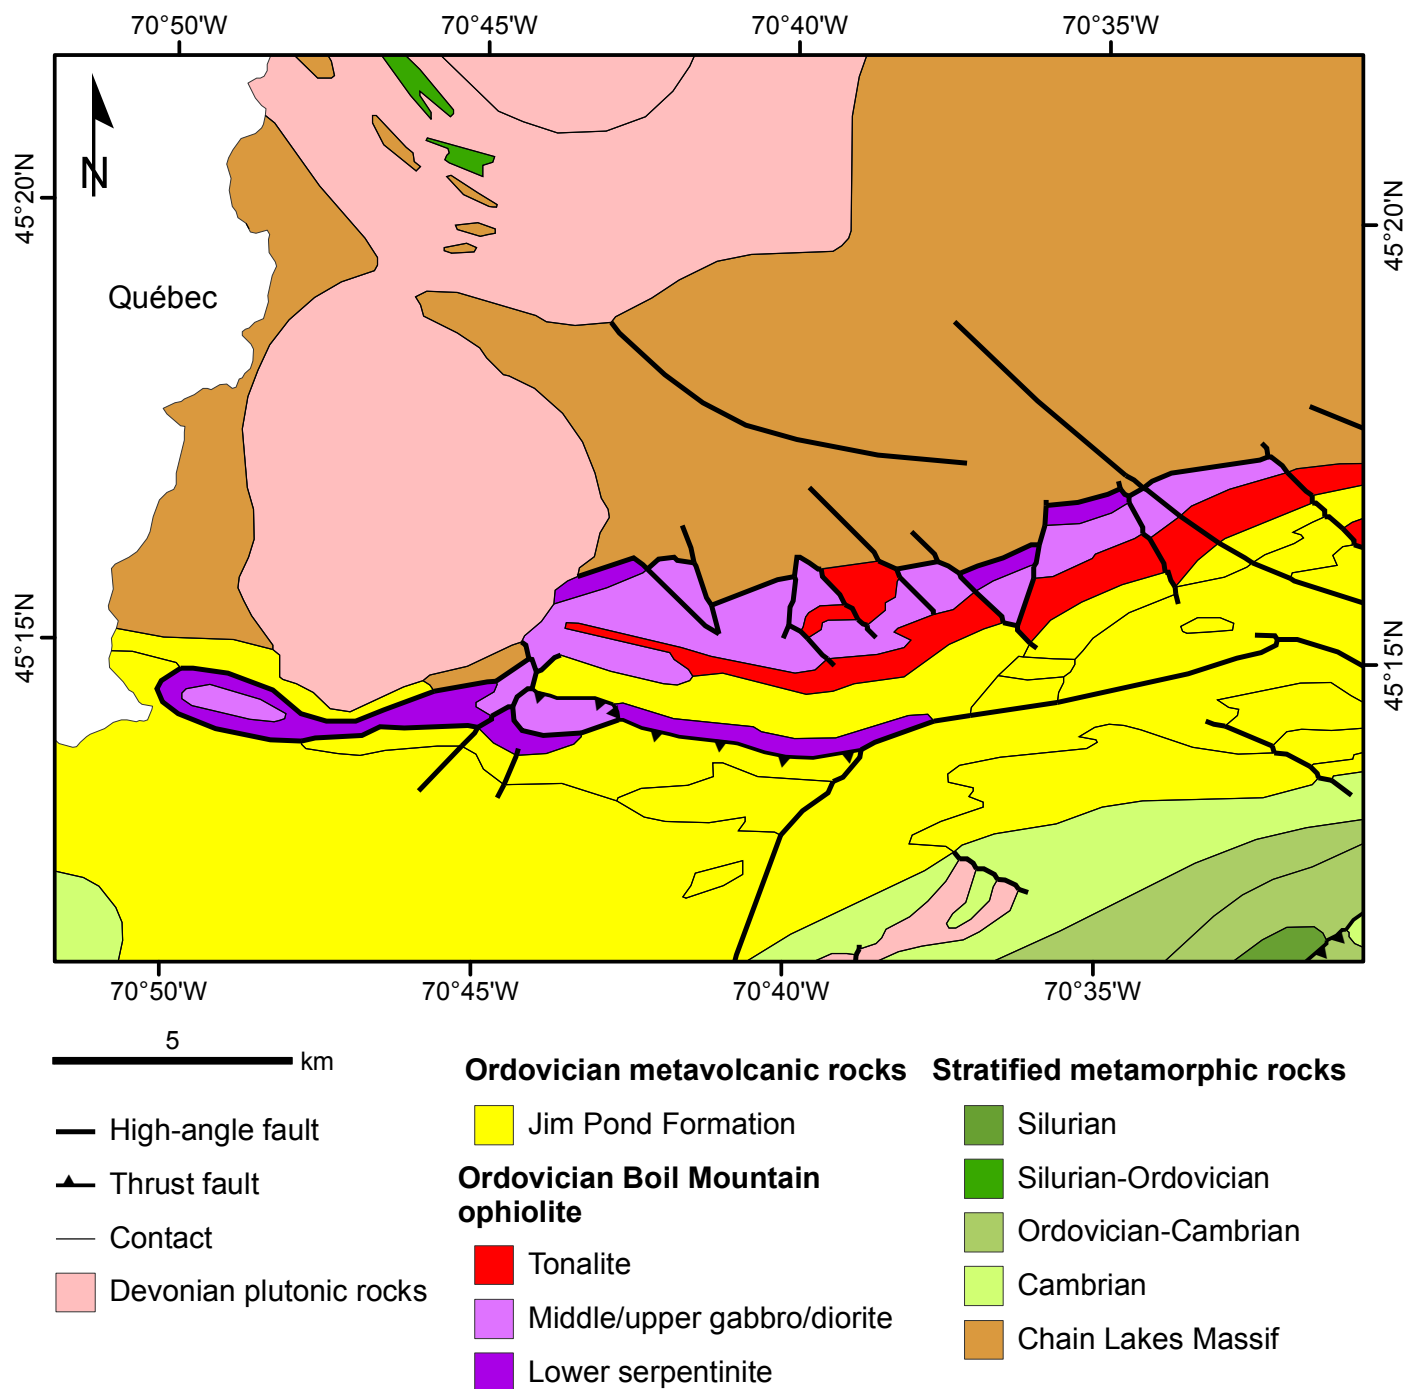 70°50'W 70°45'W 70°40'W 70°35'W
45°20'N
45°20'N
N
Québec
45°15'N
45°15'N
70°50'W 70°45'W 70°40'W 70°35'W
5
km
High-angle fault
Thrust fault
Contact
Devonian plutonic rocks
Ordovician metavolcanic rocks
Jim Pond Formation
Ordovician Boil Mountain
ophiolite
Tonalite
Middle/upper gabbro/diorite
Lower serpentinite
Stratified metamorphic rocks
Silurian
Silurian-Ordovician
Ordovician-Cambrian
Cambrian
Chain Lakes Massif